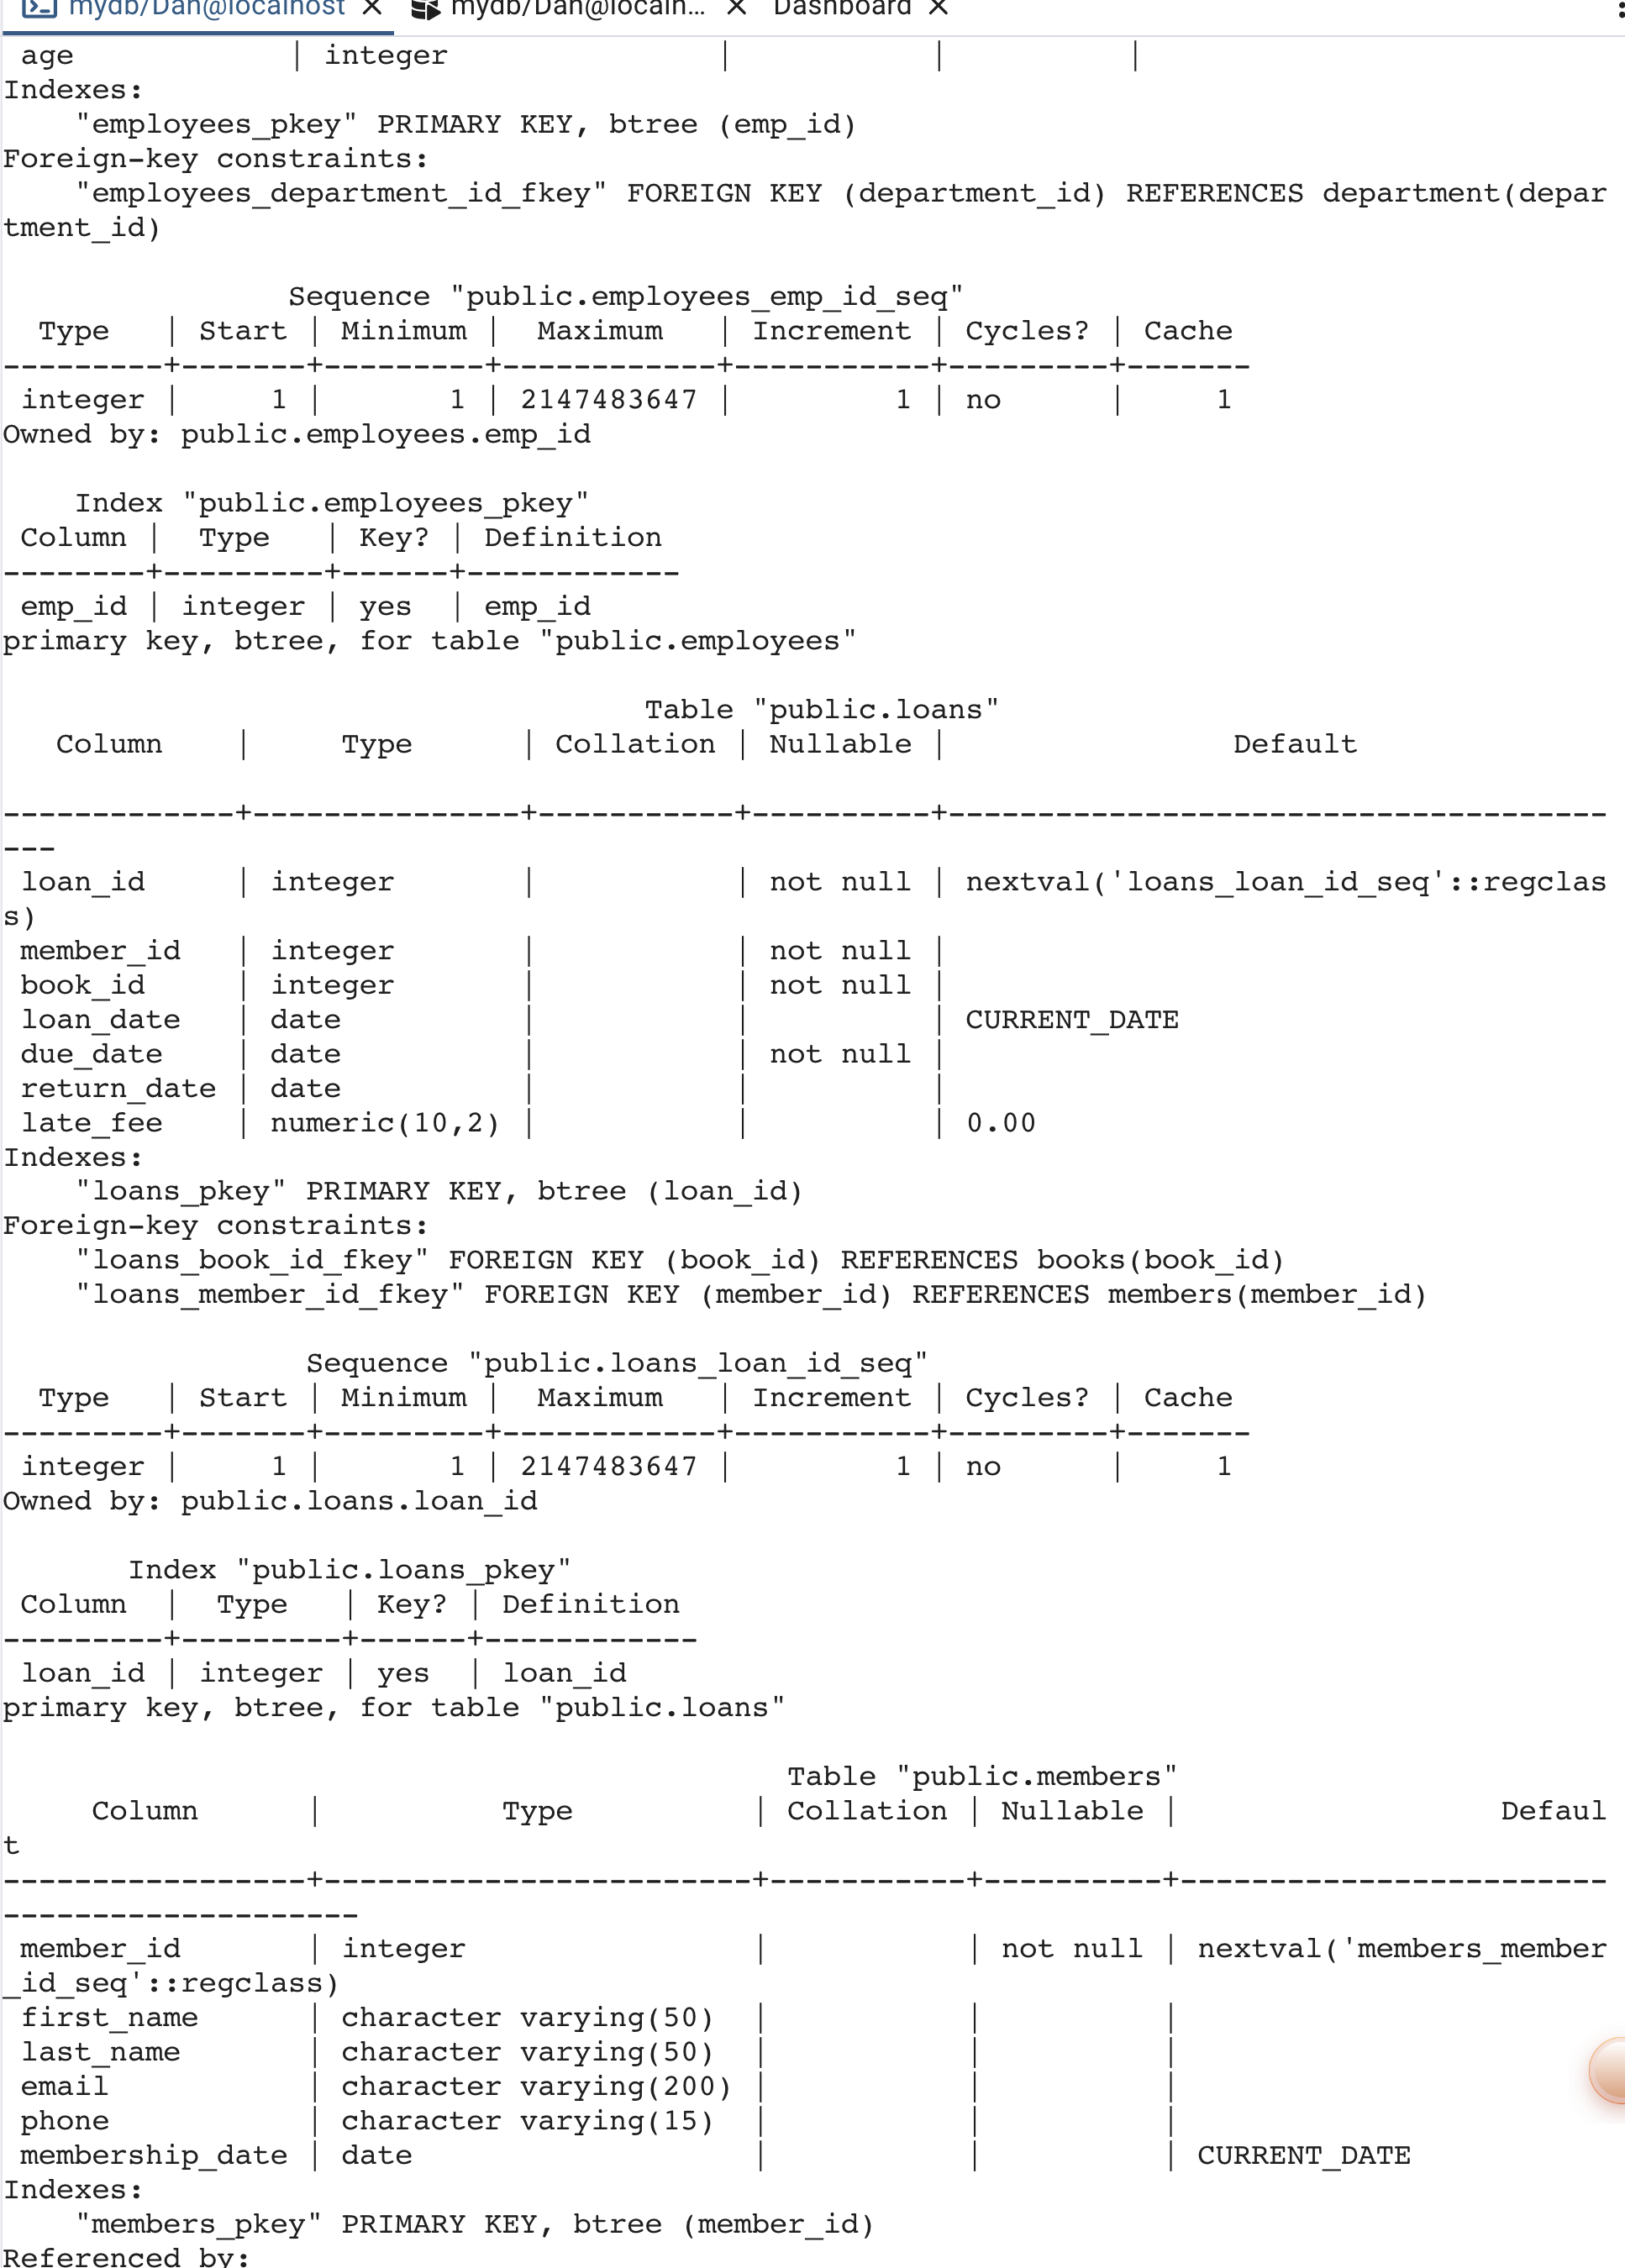 mydb/Dan@localhost × mydb/Dan@localh... × Dashboard ×
 age            | integer               |           |          |
Indexes:
    "employees_pkey" PRIMARY KEY, btree (emp_id)
Foreign-key constraints:
    "employees_department_id_fkey" FOREIGN KEY (department_id) REFERENCES department(depar
tment_id)
                Sequence "public.employees_emp_id_seq"
  Type   | Start | Minimum |  Maximum   | Increment | Cycles? | Cache
---------+-------+---------+------------+-----------+---------+-------
 integer |     1 |       1 | 2147483647 |         1 | no      |     1
Owned by: public.employees.emp_id
    Index "public.employees_pkey"
 Column |  Type   | Key? | Definition
--------+---------+------+------------
 emp_id | integer | yes  | emp_id
primary key, btree, for table "public.employees"
                                    Table "public.loans"
   Column    |     Type      | Collation | Nullable |                Default
-------------+---------------+-----------+----------+-------------------------------------
---
 loan_id     | integer       |           | not null | nextval('loans_loan_id_seq'::regclas
s)
 member_id   | integer       |           | not null |
 book_id     | integer       |           | not null |
 loan_date   | date          |           |          | CURRENT_DATE
 due_date    | date          |           | not null |
 return_date | date          |           |          |
 late_fee    | numeric(10,2) |           |          | 0.00
Indexes:
    "loans_pkey" PRIMARY KEY, btree (loan_id)
Foreign-key constraints:
    "loans_book_id_fkey" FOREIGN KEY (book_id) REFERENCES books(book_id)
    "loans_member_id_fkey" FOREIGN KEY (member_id) REFERENCES members(member_id)
                 Sequence "public.loans_loan_id_seq"
  Type   | Start | Minimum |  Maximum   | Increment | Cycles? | Cache
---------+-------+---------+------------+-----------+---------+-------
 integer |     1 |       1 | 2147483647 |         1 | no      |     1
Owned by: public.loans.loan_id
       Index "public.loans_pkey"
 Column  |  Type   | Key? | Definition
---------+---------+------+------------
 loan_id | integer | yes  | loan_id
primary key, btree, for table "public.loans"
                                            Table "public.members"
     Column      |          Type          | Collation | Nullable |                  Defaul
t
-----------------+------------------------+-----------+----------+------------------------
--------------------
 member_id       | integer                |           | not null | nextval('members_member
_id_seq'::regclass)
 first_name      | character varying(50)  |           |          |
 last_name       | character varying(50)  |           |          |
 email           | character varying(200) |           |          |
 phone           | character varying(15)  |           |          |
 membership_date | date                   |           |          | CURRENT_DATE
Indexes:
    "members_pkey" PRIMARY KEY, btree (member_id)
Referenced by: